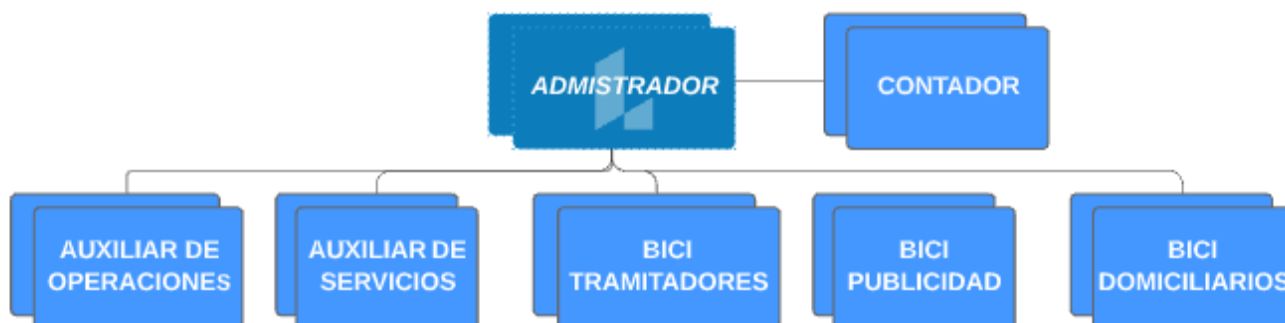 ADMISTRADOR
CONTADOR
AUXILIAR DE
OPERACIONES
AUXILIAR DE
SERVICIOS
BICI
TRAMITADORES
BICI
PUBLICIDAD
BICI
DOMICILIARIOS